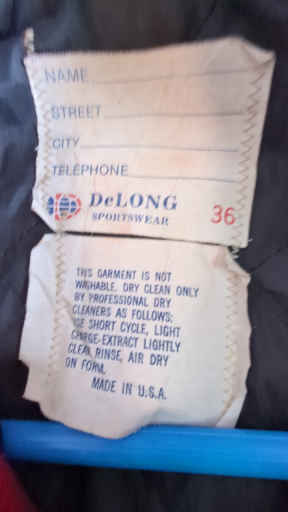 NAME
STREET
CITY
TELEPHONE
DeLONG
SPORTSWEAR
36
THIS GARMENT IS NOT
WASHABLE. DRY CLEAN ONLY
BY PROFESSIONAL DRY
CLEANERS AS FOLLOWS;
USE SHORT CYCLE, LIGHT
CHARGE-EXTRACT LIGHTLY
CLEAN, RINSE, AIR DRY
ON FORM.
MADE IN U.S.A.